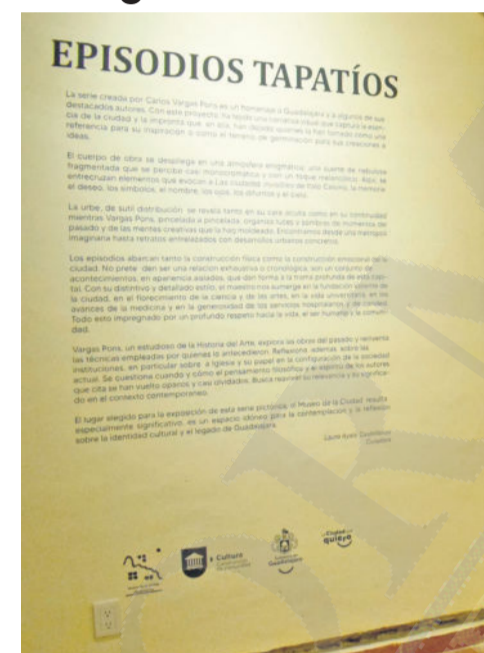 EPISODIOS TAPATÍOS
La serie creada por Carlos Vargas Pons es un homenaje a Guadalajara y a algunos de sus
destacados autores. Con este proyecto, ha tejido una narrativa visual que captura la esen-
cia de la ciudad y la impronta que, en ella, han dejado quienes la han tomado como una
referencia para su inspiración o como el terreno de germinación para sus creaciones e
ideas.
El cuerpo de obra se despliega en una atmósfera enigmática: una suerte de nebulosa
fragmentada que se percibe casi monocromática y con un toque melancólico. Aquí, se
entrecruzan elementos que evocan a Las ciudades invisibles de Ítalo Calvino, la memoria,
el deseo, los símbolos, el nombre, los ojos, los difuntos y el cielo.
La urbe, de sutil distribución se revela tanto en su cara oculta como en su continuidad
mientras Vargas Pons, pincelada a pincelada, organiza luces y sombras de momentos de
pasado y de las mentes creativas que la han moldeado. Encontramos desde una metrópoli
imaginaria hasta retratos entrelazados con desarrollos urbanos concretos.
Los episodios abarcan tanto la construcción física como la construcción emocional de la
ciudad. No prete den ser una relación exhaustiva o cronológica, son un conjunto de
acontecimientos, en apariencia aislados, que dan forma a la trama profunda de esta capi-
tal. Con su distintivo y detallado estilo, el maestro nos sumerge en la fundación de
la ciudad, en el florecimiento de la ciencia y de las artes, en la vida universitaria, en los
avances de la medicina y en la generosidad de los servicios hospitalarios y de caridad.
Todo esto impregnado por un profundo respeto hacia la vida, el ser humano y la comuni-
dad.
Vargas Pons, un estudioso de la Historia del Arte, explora las obras del pasado y reinventa
las técnicas empleadas por quienes lo antecedieron. Reflexiona además sobre las
instituciones, en particular sobre a Iglesia y su papel en la configuración de la sociedad
actual. Se cuestiona cuándo y cómo el pensamiento filosófico y el espíritu de los autores
que cita se han vuelto opacos y casi olvidados. Busca reavivar su relevancia y su significa-
do en el contexto contemporáneo.
El lugar elegido para la exposición de esta serie pictórica, el Museo de la Ciudad resulta
especialmente significativo, es un espacio idóneo para la contemplación y la reflexión
sobre la identidad cultural y el legado de Guadalajara.
Curadora
Cultura
Guadalajara
Ciudad
quiere